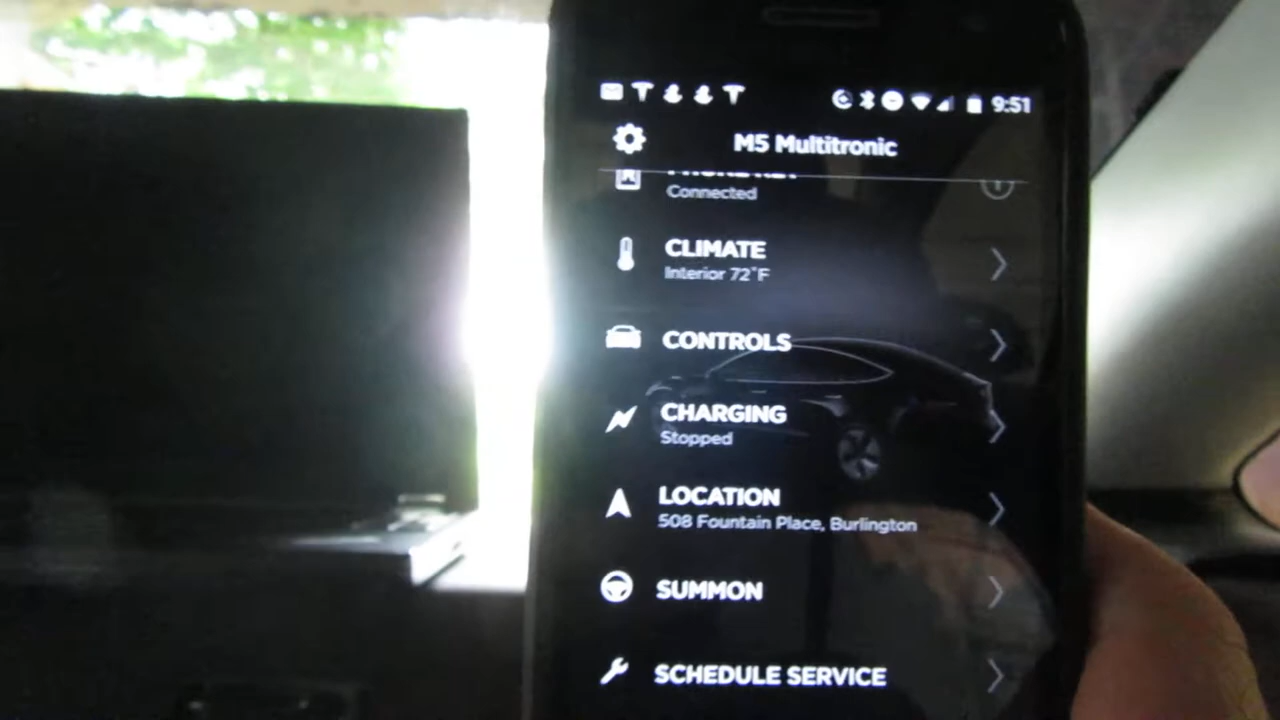 9:51
M5 Multitronic
Connected
CLIMATE
Interior 72°F
CONTROLS
CHARGING
Stopped
LOCATION
508 Fountain Place, Burlington
SUMMON
SCHEDULE SERVICE